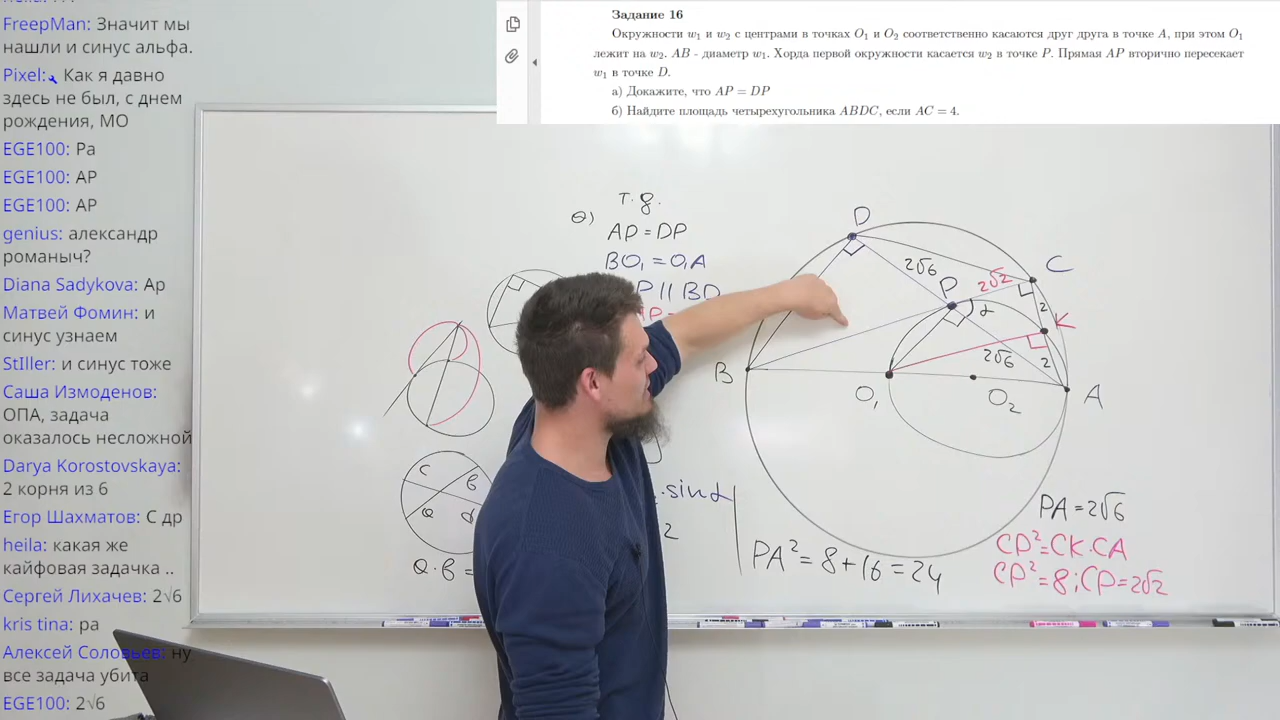 FreepMan: Значит мы
нашли и синус альфа.
Pixel: Как я давно
здесь не был, с днем
рождения, МО
EGE100: Pa
EGE100: AP
EGE100: AP
genius: александр
романыч?
Diana Sadykova: Ap
Матвей Фомин: и
синус узнаем
StIller: и синус тоже
Саша Измоденов:
ОПА, задача
оказалось несложной
Darya Korostovskaya:
2 корня из 6
Егор Шахматов: С др
heila: какая же
кайфовая задачка ..
Сергей Лихачев: 2√6
kris tina: pa
Алексей Соловьев: ну
все задача убита
EGE100: 2√6
Задание 16
Окружности w₁ и w₂ с центрами в точках O₁ и O₂ соответственно касаются друг друга в точке A, при этом O₁
лежит на w₂. AB - диаметр w₁. Хорда первой окружности касается w₂ в точке P. Прямая AP вторично пересекает
w₁ в точке D.
а) Докажите, что AP = DP
б) Найдите площадь четырехугольника ABDC, если AC = 4.
т.д.
а)
AP = DP
BO₁ = O₁A
P || BD
D
C
2√6
P
2√2
α
2
K
2√6
2
B
O₁
O₂
A
c
b
a
d
a·b =
·sinα
2
PA² = 8+16 = 24
PA = 2√6
CP² = CK·CA
CP² = 8; CP = 2√2